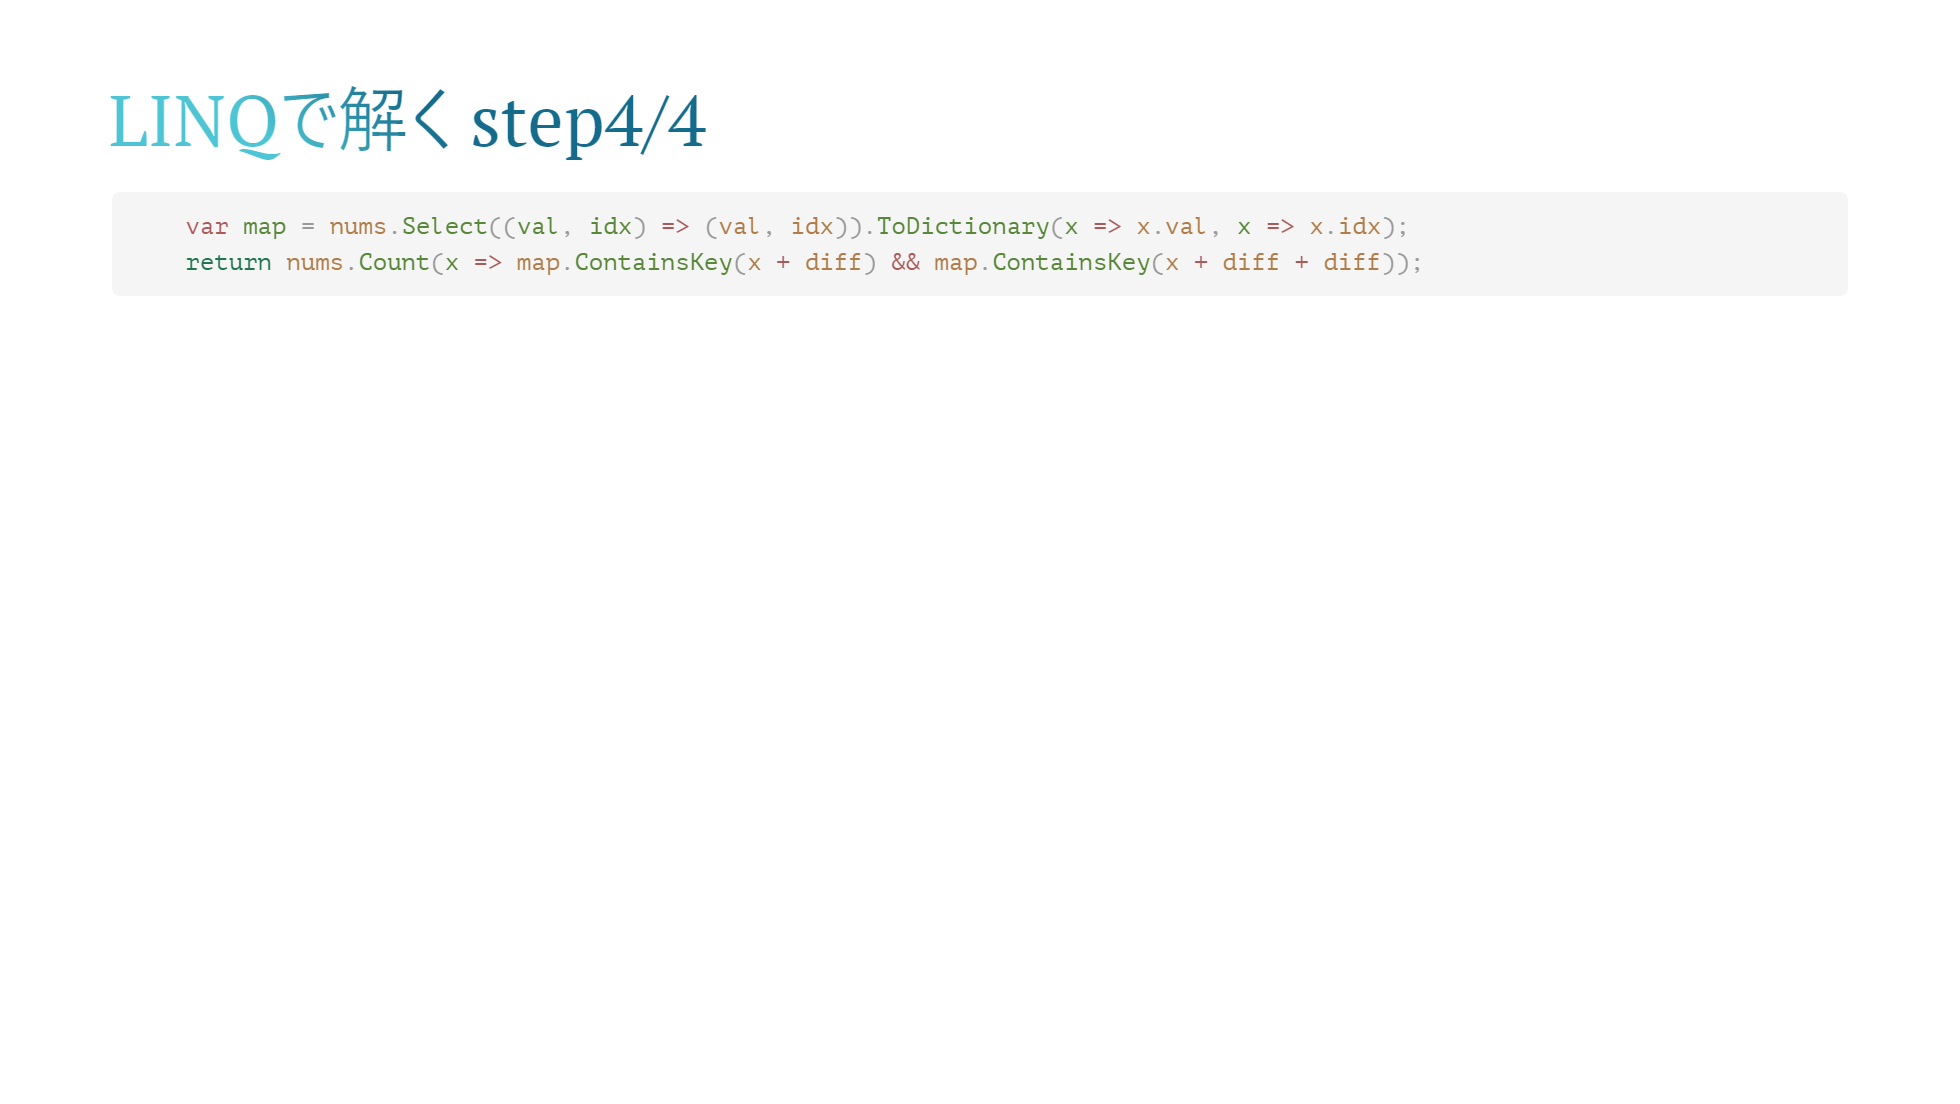 LINQで解く step4/4
var map = nums.Select((val, idx) => (val, idx)).ToDictionary(x => x.val, x => x.idx);
return nums.Count(x => map.ContainsKey(x + diff) && map.ContainsKey(x + diff + diff));